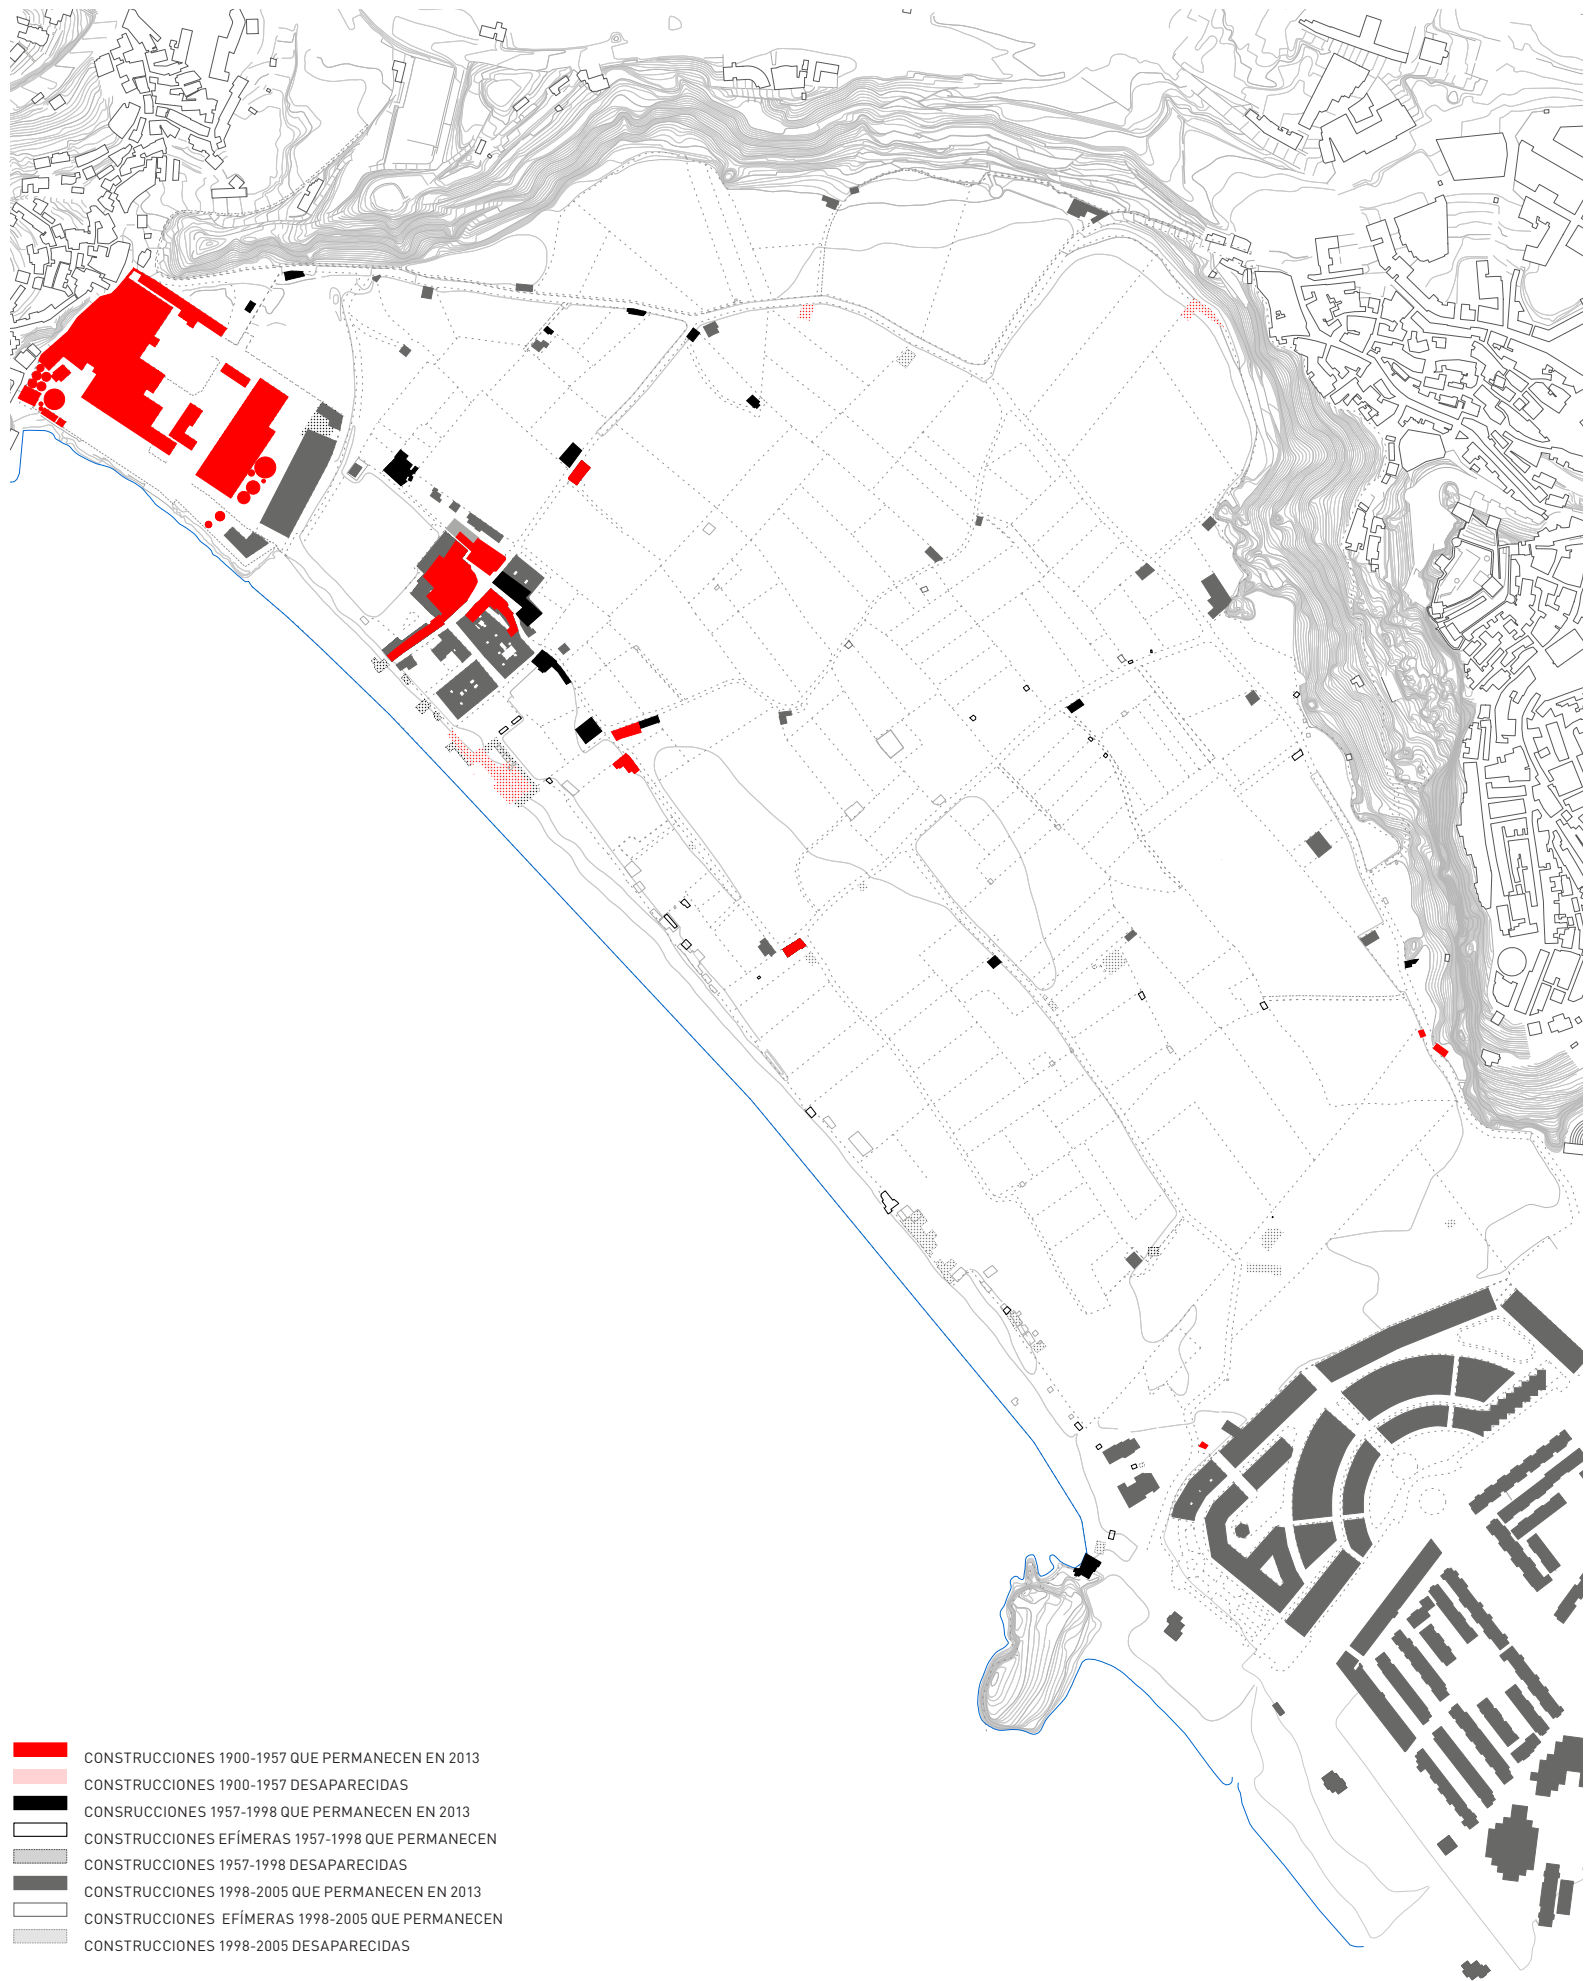 CONSTRUCCIONES 1900-1957 QUE PERMANECEN EN 2013
CONSTRUCCIONES 1900-1957 DESAPARECIDAS
CONSRUCCIONES 1957-1998 QUE PERMANECEN EN 2013
CONSTRUCCIONES EFÍMERAS 1957-1998 QUE PERMANECEN
CONSTRUCCIONES 1957-1998 DESAPARECIDAS
CONSTRUCCIONES 1998-2005 QUE PERMANECEN EN 2013
CONSTRUCCIONES  EFÍMERAS 1998-2005 QUE PERMANECEN
CONSTRUCCIONES 1998-2005 DESAPARECIDAS